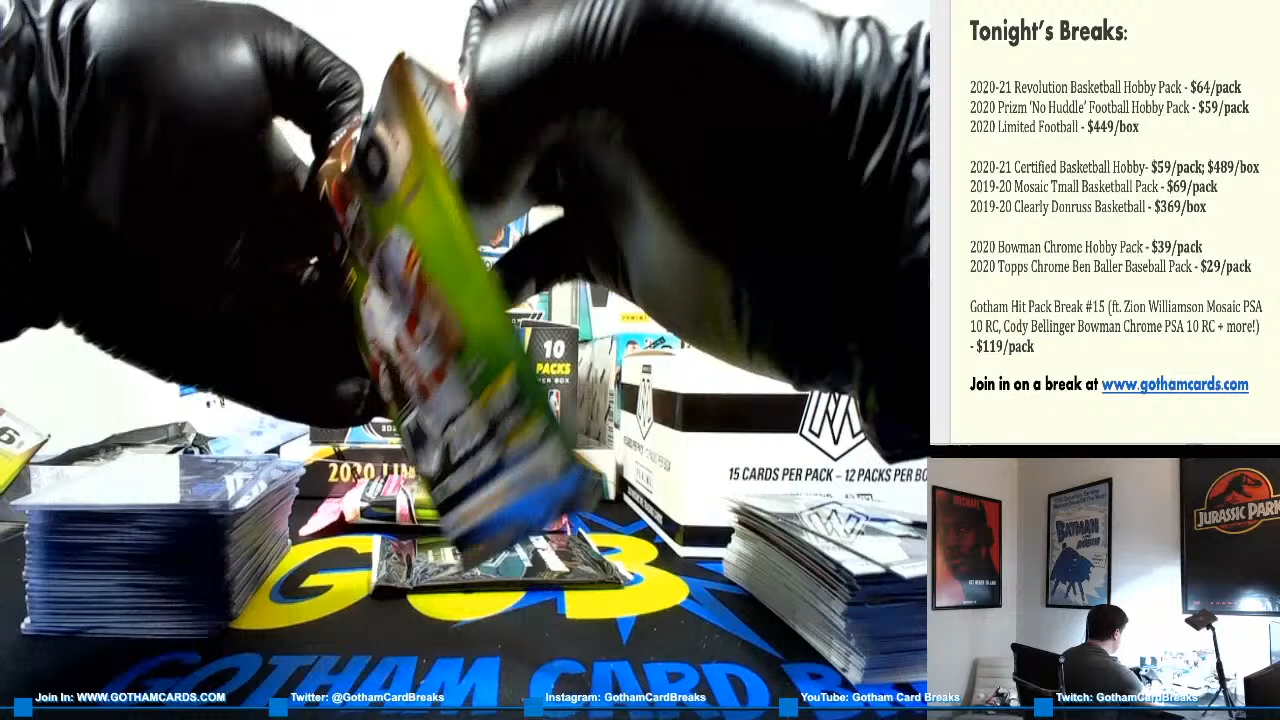 Tonight's Breaks:
2020-21 Revolution Basketball Hobby Pack - $64/pack
2020 Prizm 'No Huddle' Football Hobby Pack - $59/pack
2020 Limited Football - $449/box
2020-21 Certified Basketball Hobby- $59/pack; $489/box
2019-20 Mosaic Tmall Basketball Pack - $69/pack
2019-20 Clearly Donruss Basketball - $369/box
2020 Bowman Chrome Hobby Pack - $39/pack
2020 Topps Chrome Ben Baller Baseball Pack - $29/pack
Gotham Hit Pack Break #15 (ft. Zion Williamson Mosaic PSA
10 RC, Cody Bellinger Bowman Chrome PSA 10 RC + more!)
- $119/pack
Join in on a break at www.gothamcards.com
10
PACKS
PER BOX
15 CARDS PER PACK – 12 PACKS PER BO
2020 LIM
GCB
GOTHAM CARD B
BATMAN
JURASSIC PARK
Join In: WWW.GOTHAMCARDS.COM
Twitter: @GothamCardBreaks
Instagram: GothamCardBreaks
YouTube: Gotham Card Breaks
Twitch: GothamCardBreaks